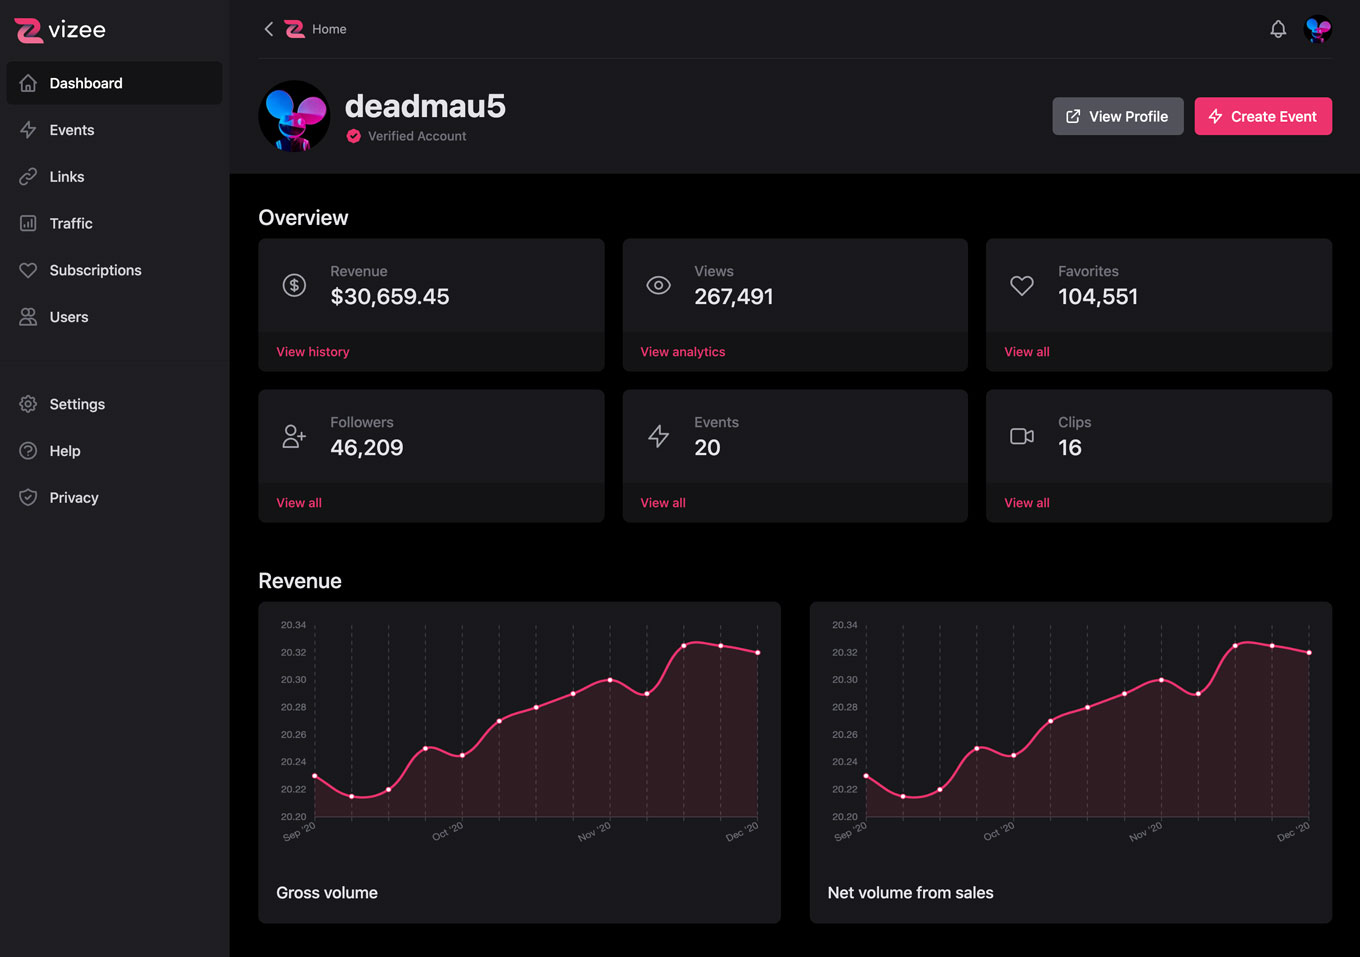 vizee
Home
Dashboard
Events
Links
Traffic
Subscriptions
Users
Settings
Help
Privacy
deadmau5
Verified Account
View Profile
Create Event
Overview
Revenue
$30,659.45
View history
Views
267,491
View analytics
Favorites
104,551
View all
Followers
46,209
View all
Events
20
View all
Clips
16
View all
Revenue
20.34
20.32
20.30
20.28
20.26
20.24
20.22
20.20
Sep '20
Oct '20
Nov '20
Dec '20
Gross volume
20.34
20.32
20.30
20.28
20.26
20.24
20.22
20.20
Sep '20
Oct '20
Nov '20
Dec '20
Net volume from sales